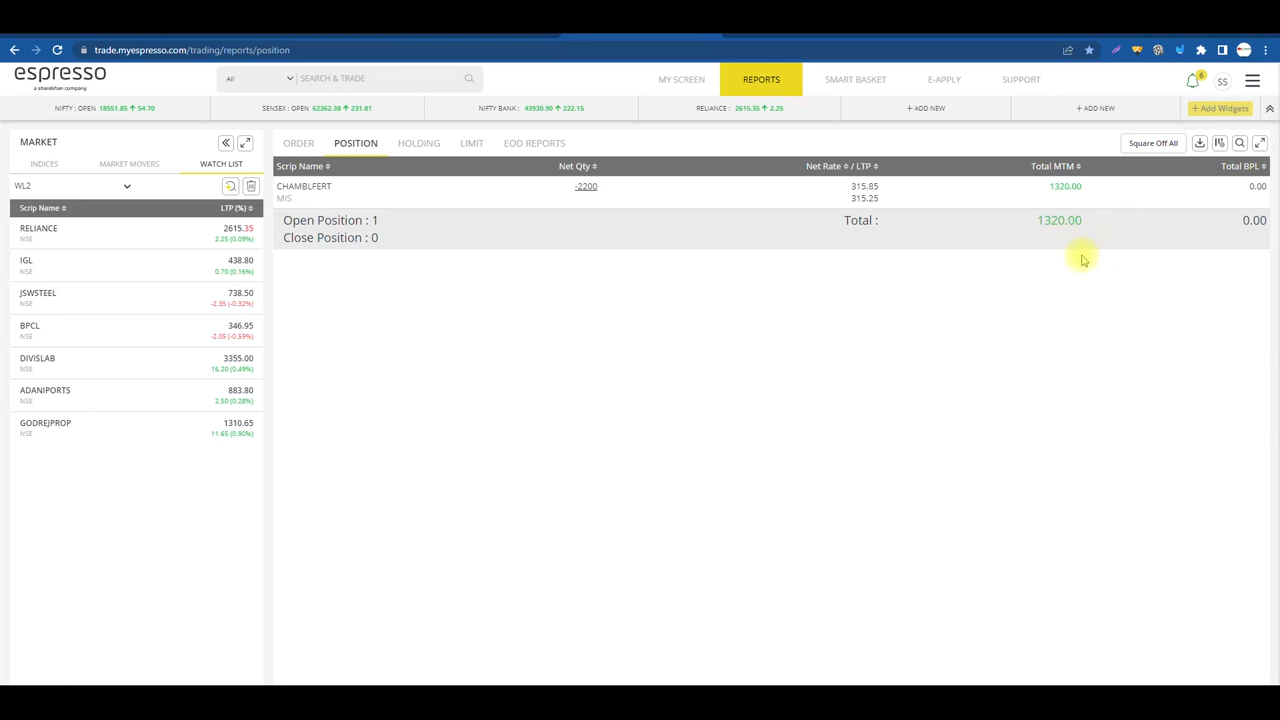 trade.myespresso.com/trading/reports/position
espresso
a sharekhan company
All
SEARCH & TRADE
MY SCREEN
REPORTS
SMART BASKET
E-APPLY
SUPPORT
6
SS
NIFTY : OPEN 18551.85 ↑ 54.70
SENSEX : OPEN 62362.38 ↑ 231.81
NIFTY BANK : 43930.90 ↑ 222.15
RELIANCE : 2615.35 ↑ 2.25
+ ADD NEW
+ ADD NEW
+ Add Widgets
MARKET
INDICES
MARKET MOVERS
WATCH LIST
WL2
Scrip Name
LTP (%)
RELIANCE 2615.35
NSE 2.25 (0.09%)
IGL 438.80
NSE 0.70 (0.16%)
JSWSTEEL 738.50
NSE -2.35 (-0.32%)
BPCL 346.95
NSE -2.05 (-0.59%)
DIVISLAB 3355.00
NSE 16.20 (0.49%)
ADANIPORTS 883.80
NSE 2.50 (0.28%)
GODREJPROP 1310.65
NSE 11.65 (0.90%)
ORDER
POSITION
HOLDING
LIMIT
EOD REPORTS
Square Off All
Scrip Name Net Qty Net Rate / LTP Total MTM Total BPL
CHAMBLFERT -2200 315.85 1320.00 0.00
MIS 315.25
Open Position : 1 Total : 1320.00 0.00
Close Position : 0